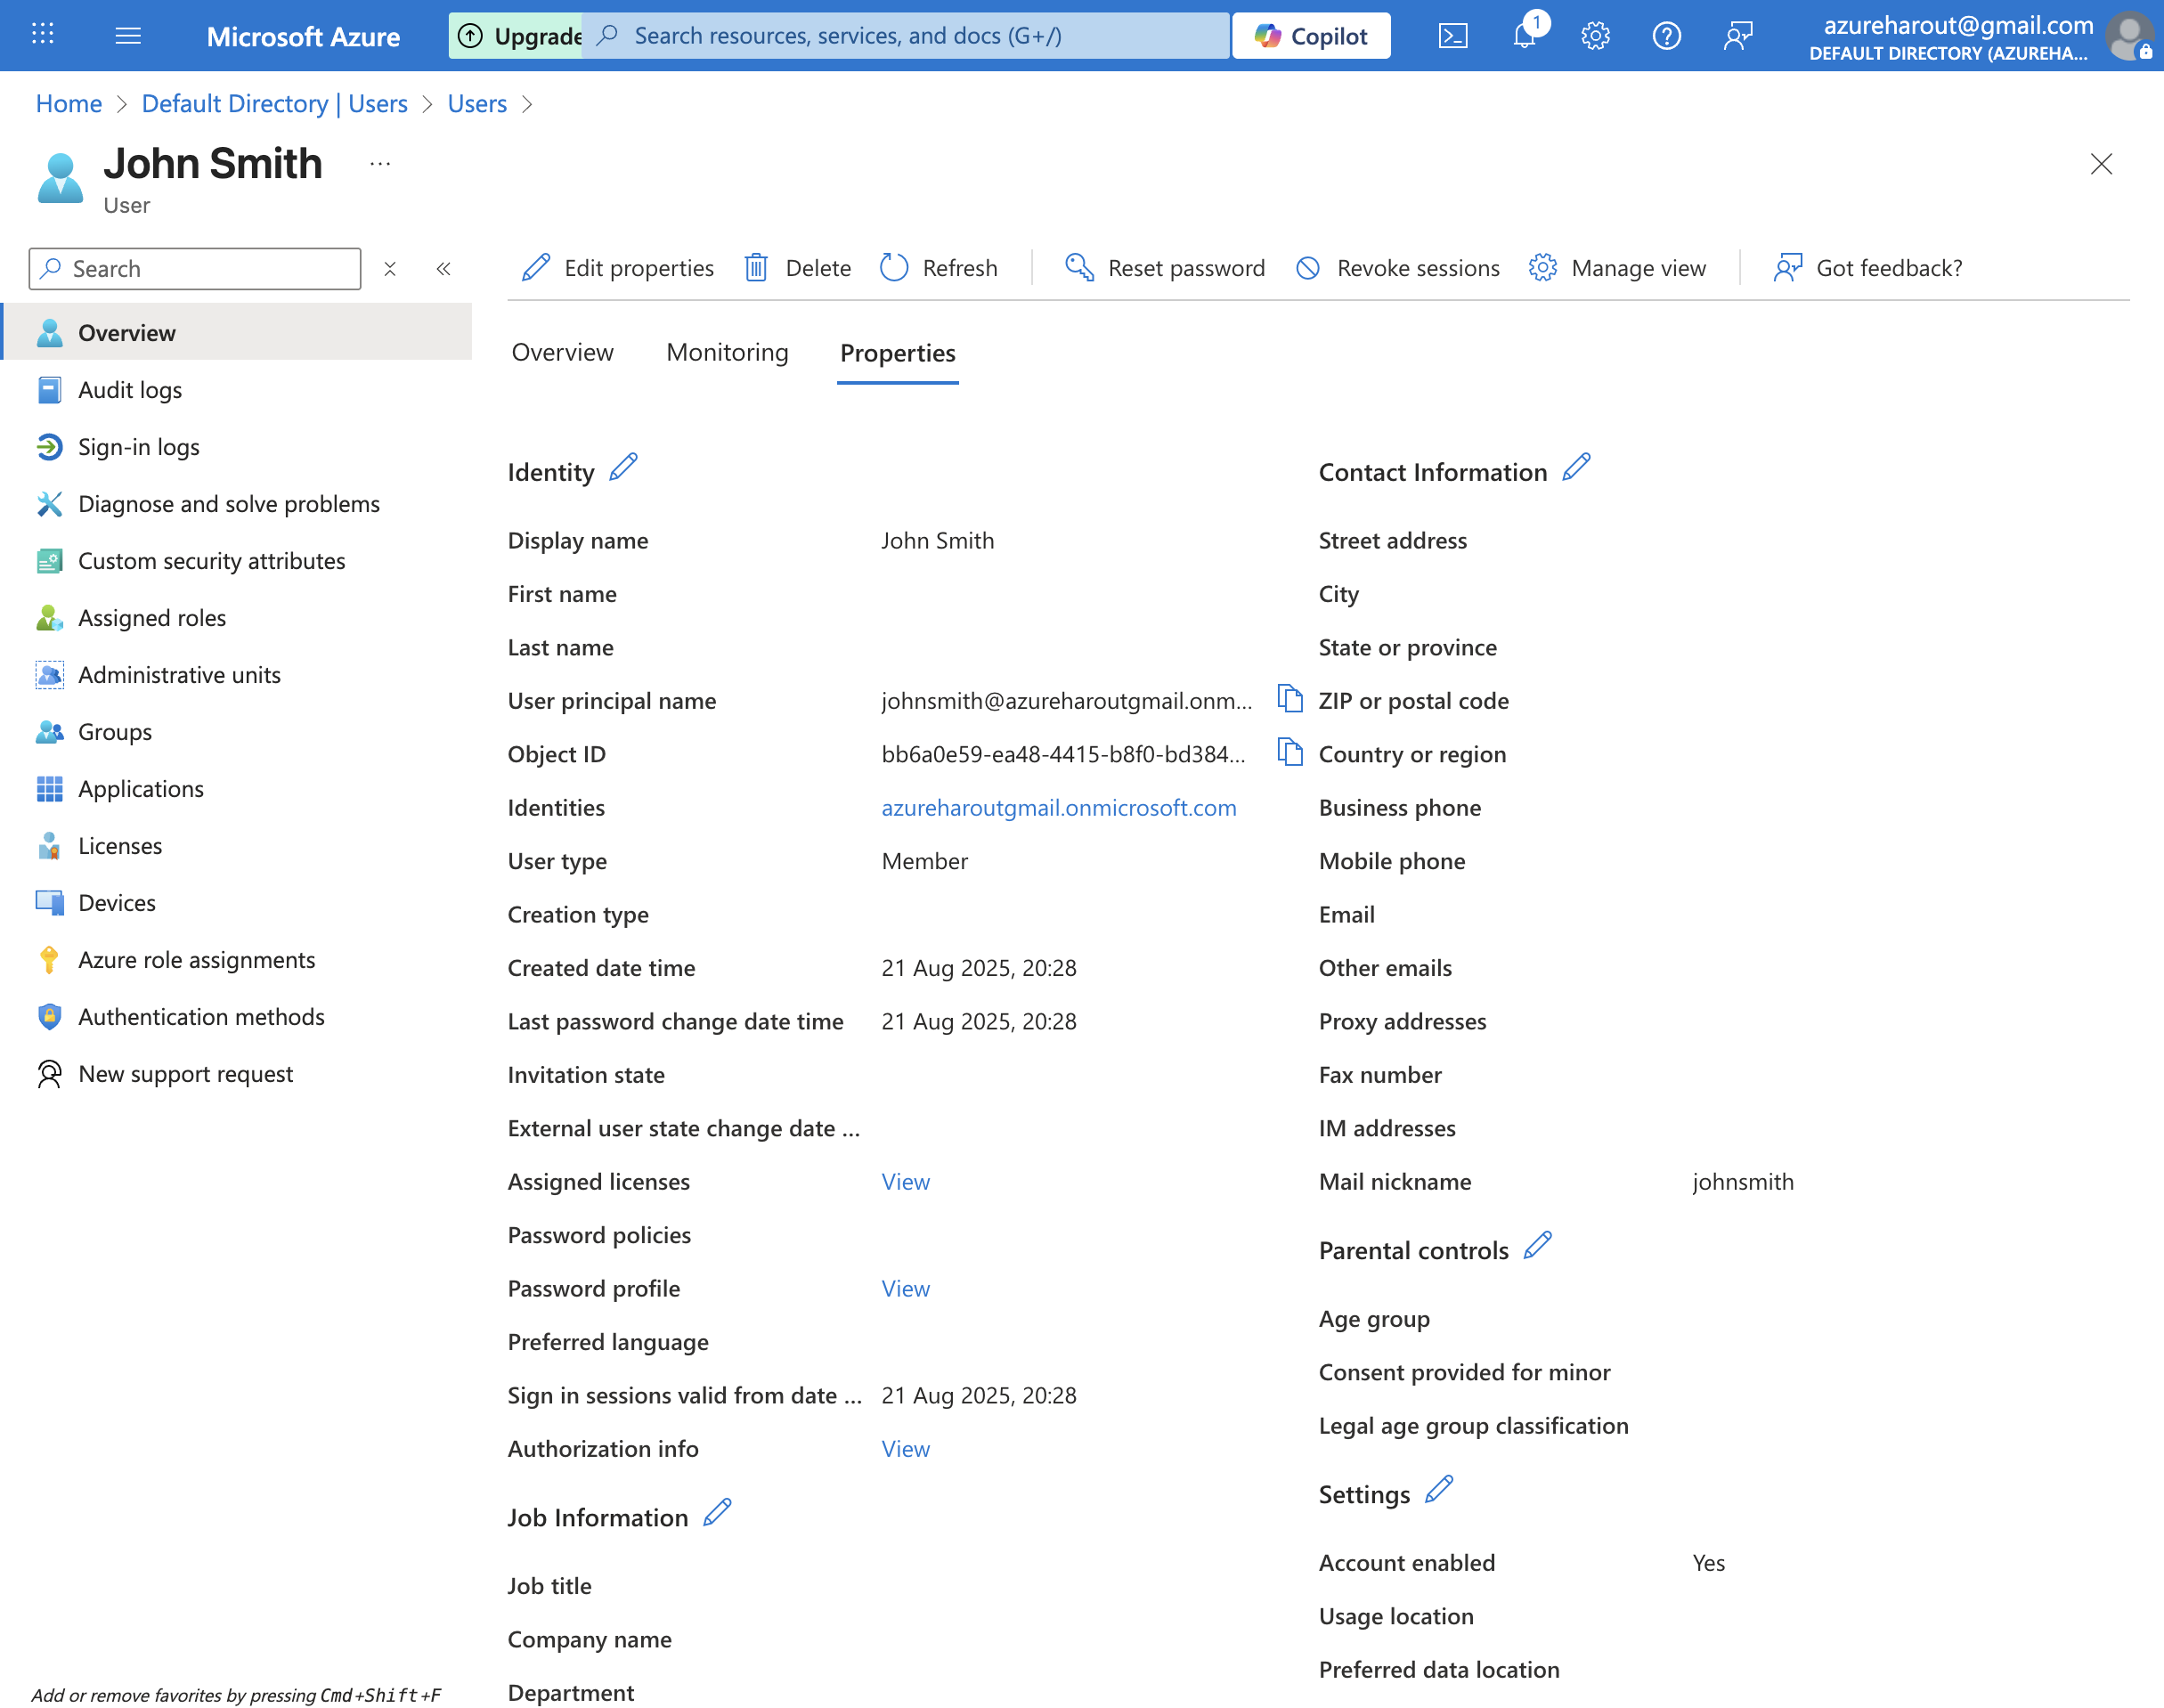 Microsoft Azure
Upgrade
Search resources, services, and docs (G+/)
Copilot
1
azureharout@gmail.com
DEFAULT DIRECTORY (AZUREHA...
Home > Default Directory | Users > Users >
John Smith ...
User
Search
Edit properties Delete Refresh Reset password Revoke sessions Manage view Got feedback?
Overview
Audit logs
Sign-in logs
Diagnose and solve problems
Custom security attributes
Assigned roles
Administrative units
Groups
Applications
Licenses
Devices
Azure role assignments
Authentication methods
New support request
Add or remove favorites by pressing Cmd+Shift+F
Overview Monitoring Properties
Identity
Display name John Smith
First name
Last name
User principal name johnsmith@azureharoutgmail.onm...
Object ID bb6a0e59-ea48-4415-b8f0-bd384...
Identities azureharoutgmail.onmicrosoft.com
User type Member
Creation type
Created date time 21 Aug 2025, 20:28
Last password change date time 21 Aug 2025, 20:28
Invitation state
External user state change date ...
Assigned licenses View
Password policies
Password profile View
Preferred language
Sign in sessions valid from date ... 21 Aug 2025, 20:28
Authorization info View
Job Information
Job title
Company name
Department
Contact Information
Street address
City
State or province
ZIP or postal code
Country or region
Business phone
Mobile phone
Email
Other emails
Proxy addresses
Fax number
IM addresses
Mail nickname johnsmith
Parental controls
Age group
Consent provided for minor
Legal age group classification
Settings
Account enabled Yes
Usage location
Preferred data location